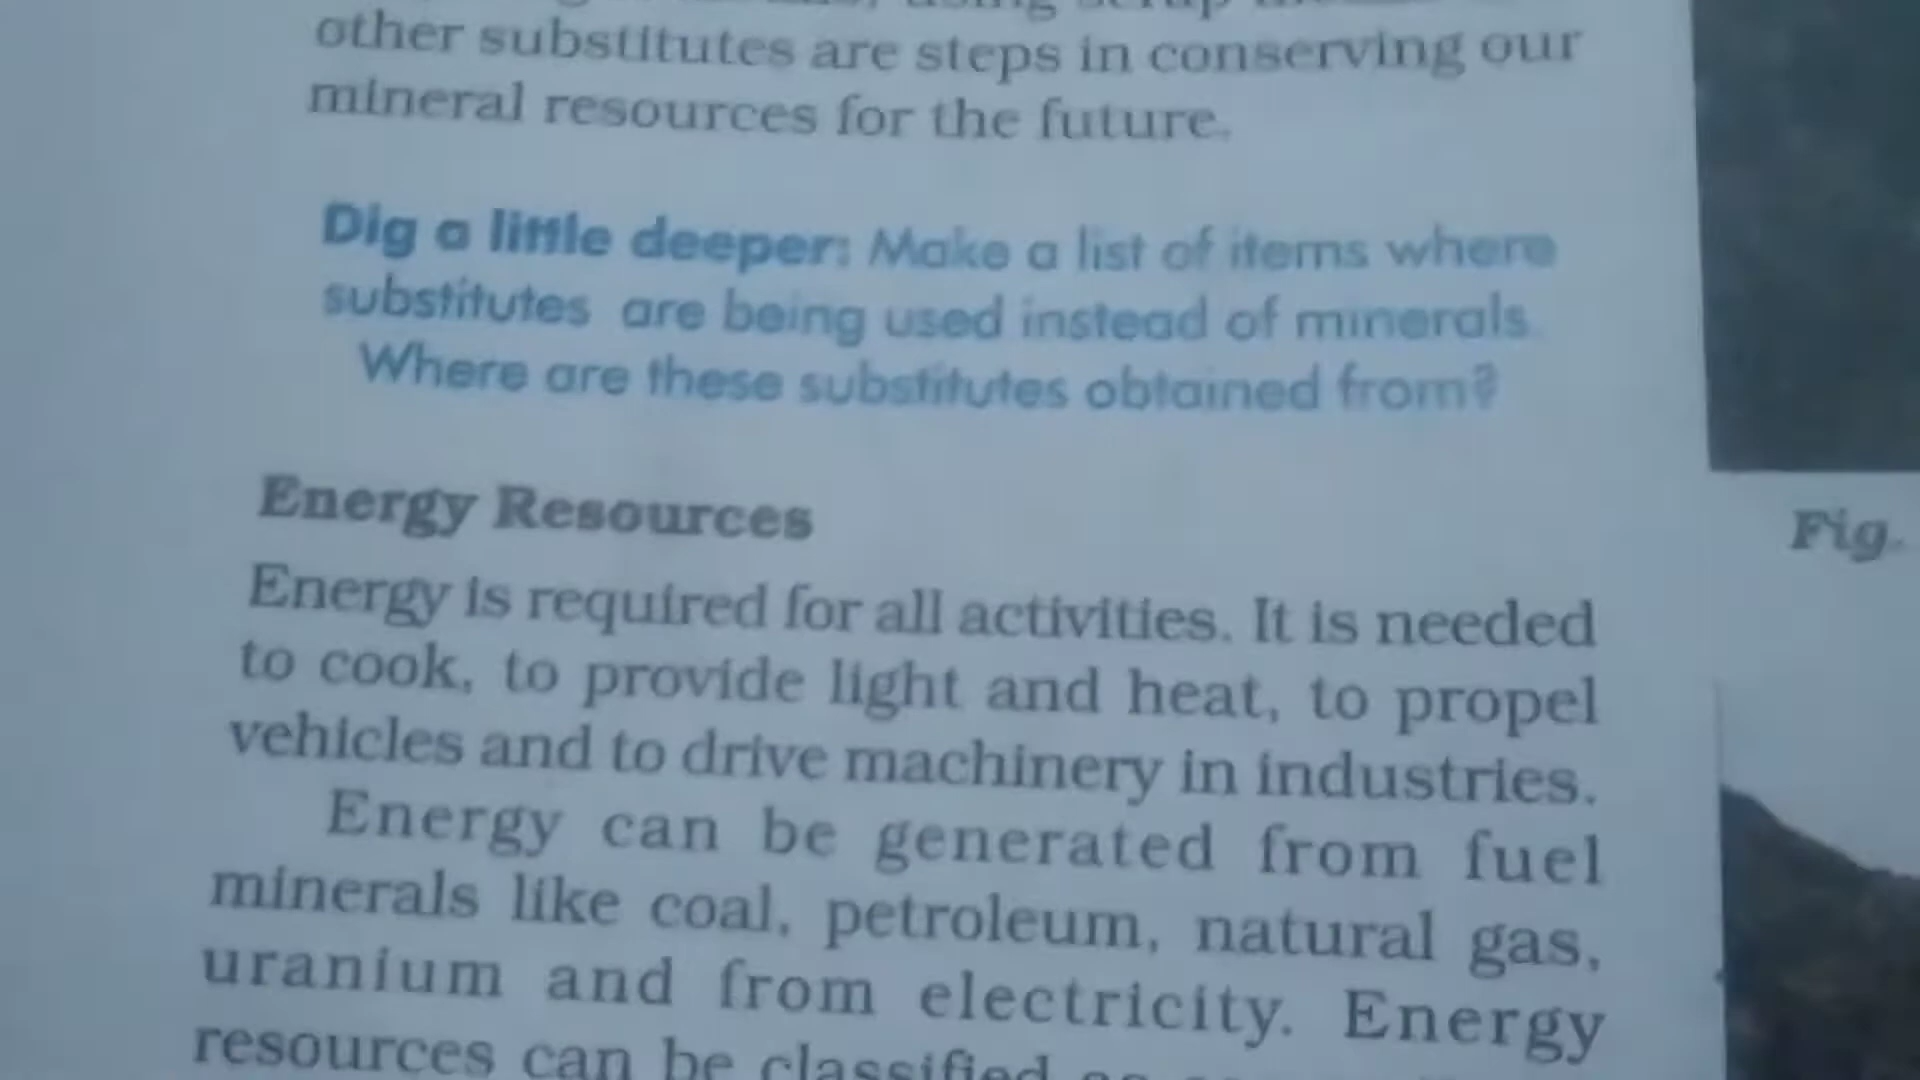 using scrap
other substitutes are steps in conserving our
mineral resources for the future.
Dig a little deeper: Make a list of items where
substitutes are being used instead of minerals.
Where are these substitutes obtained from?
Energy Resources
Energy is required for all activities. It is needed
to cook, to provide light and heat, to propel
vehicles and to drive machinery in industries.
Energy can be generated from fuel
minerals like coal, petroleum, natural gas,
uranium and from electricity. Energy
resources can be classified as
Fig.